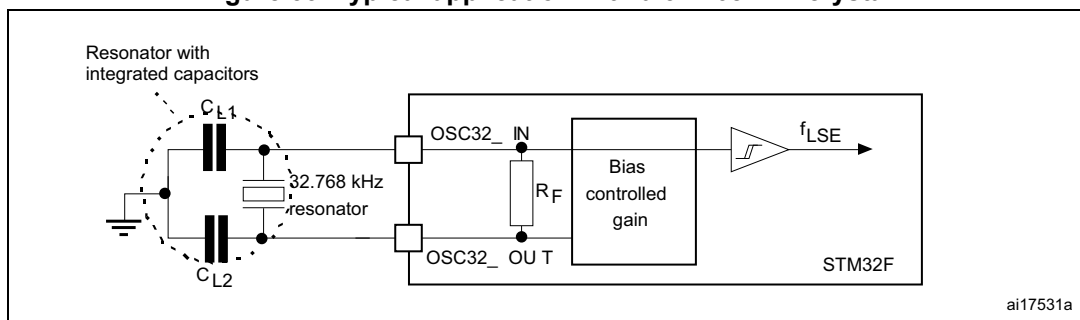 Resonator with
integrated capacitors
CL1
OSC32_ IN
fLSE
32.768 kHz
resonator
RF
Bias
controlled
gain
OSC32_ OU T
STM32F
CL2
ai17531a